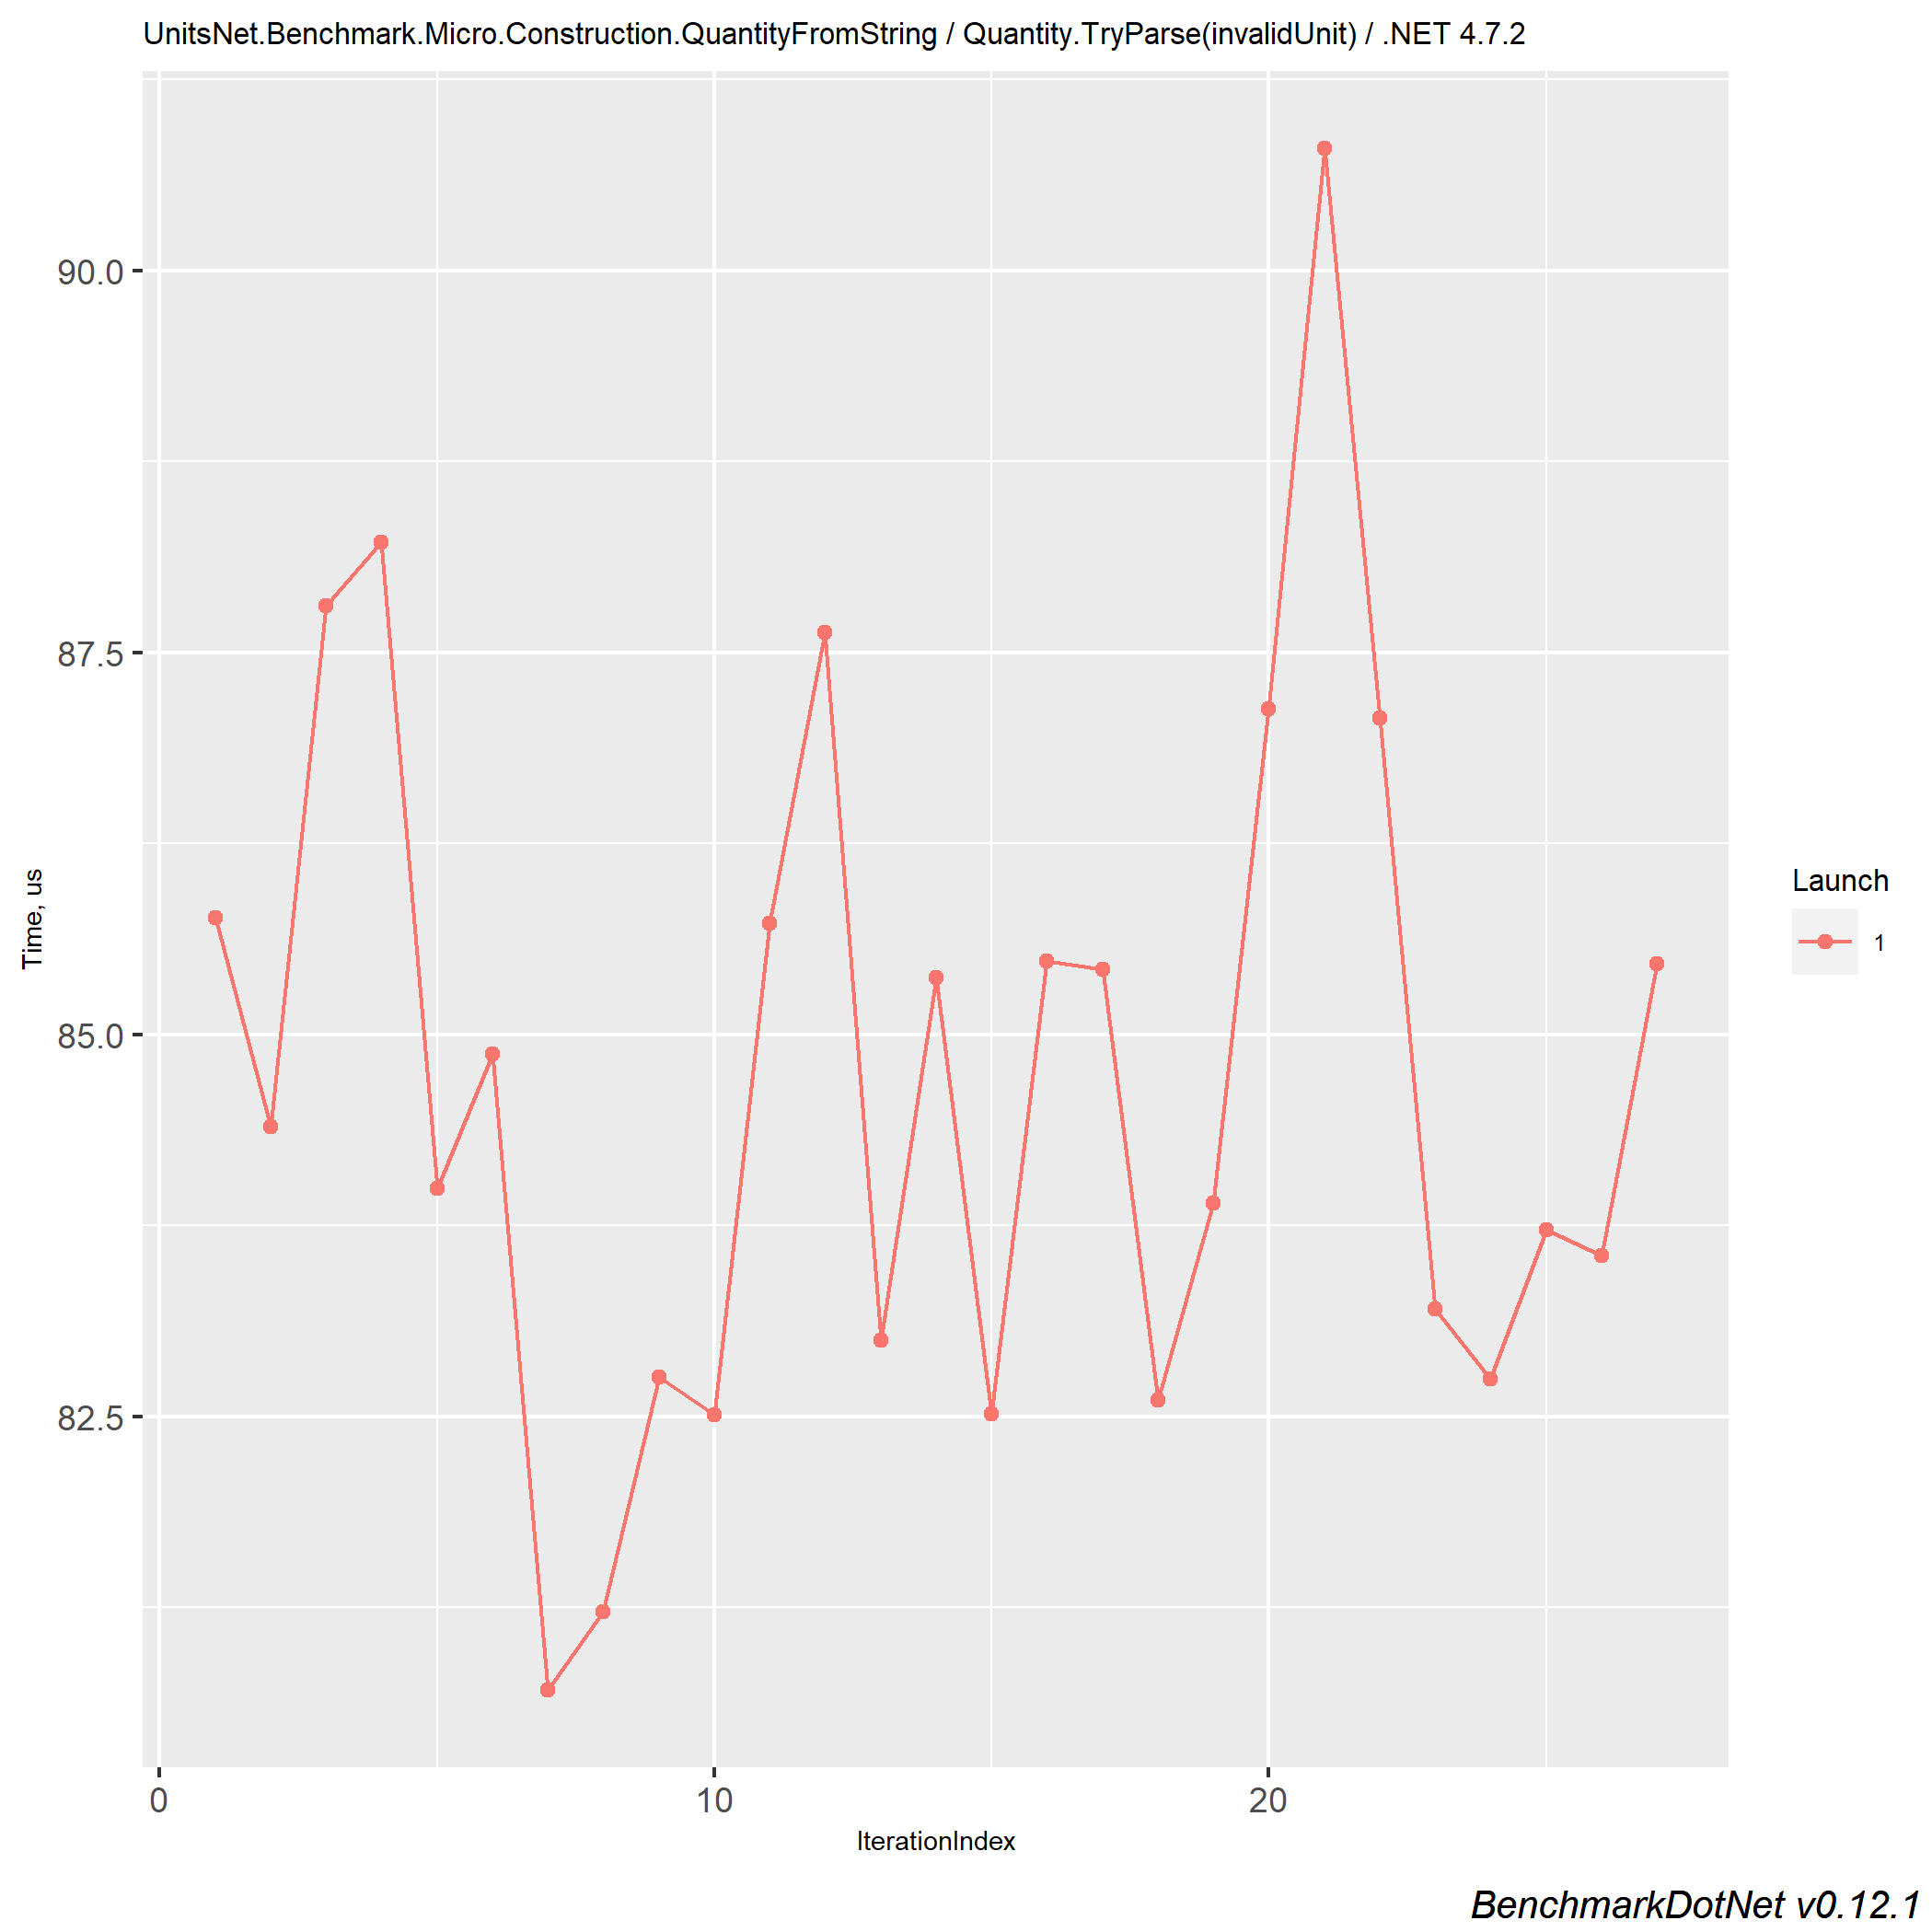 UnitsNet.Benchmark.Micro.Construction.QuantityFromString / Quantity.TryParse(invalidUnit) / .NET 4.7.2
90.0
87.5
85.0
82.5
Time, us
0 10 20
IterationIndex
Launch
1
BenchmarkDotNet v0.12.1